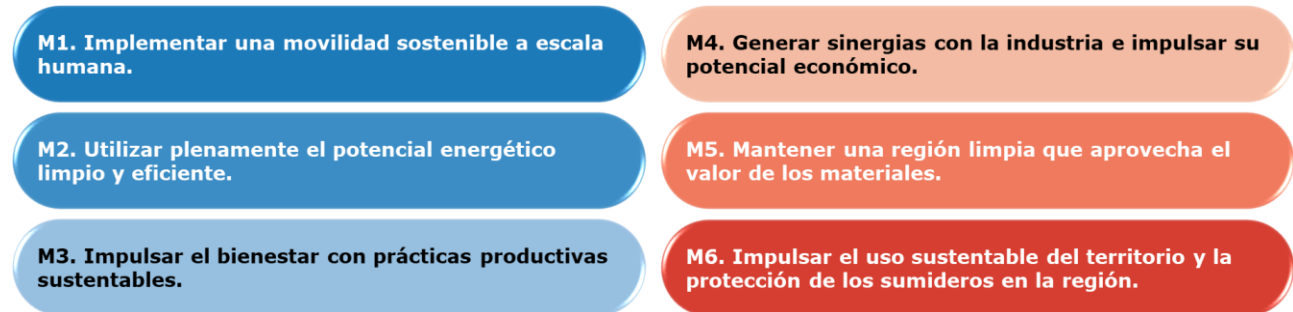 M1. Implementar una movilidad sostenible a escala
humana.
M2. Utilizar plenamente el potencial energético
limpio y eficiente.
M3. Impulsar el bienestar con prácticas productivas
sustentables.
M4. Generar sinergias con la industria e impulsar su
potencial económico.
M5. Mantener una región limpia que aprovecha el
valor de los materiales.
M6. Impulsar el uso sustentable del territorio y la
protección de los sumideros en la región.